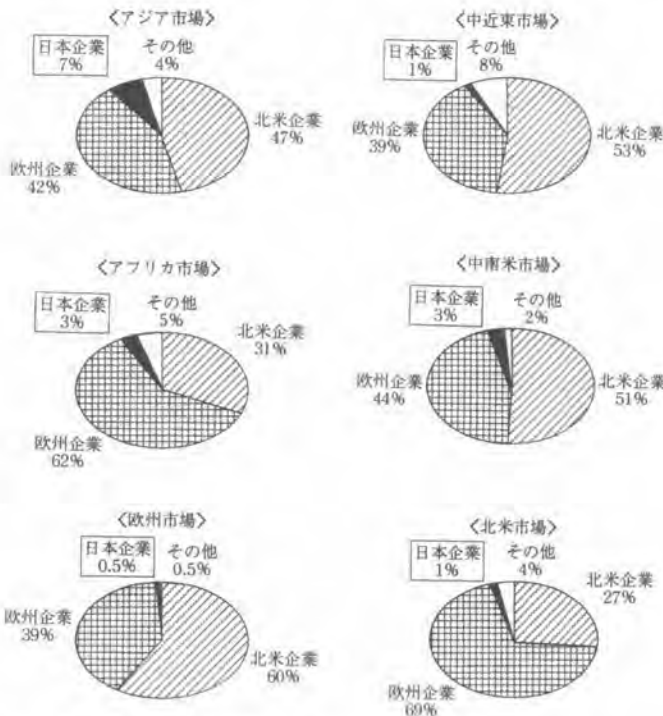 〈アジア市場〉
日本企業
7%
その他
4%
北米企業
47%
欧州企業
42%
〈中近東市場〉
日本企業
1%
その他
8%
欧州企業
39%
北米企業
53%
〈アフリカ市場〉
日本企業
3%
その他
5%
北米企業
31%
欧州企業
62%
〈中南米市場〉
日本企業
3%
その他
2%
欧州企業
44%
北米企業
51%
〈欧州市場〉
日本企業
0.5%
その他
0.5%
欧州企業
39%
北米企業
60%
〈北米市場〉
日本企業
1%
その他
4%
北米企業
27%
欧州企業
69%